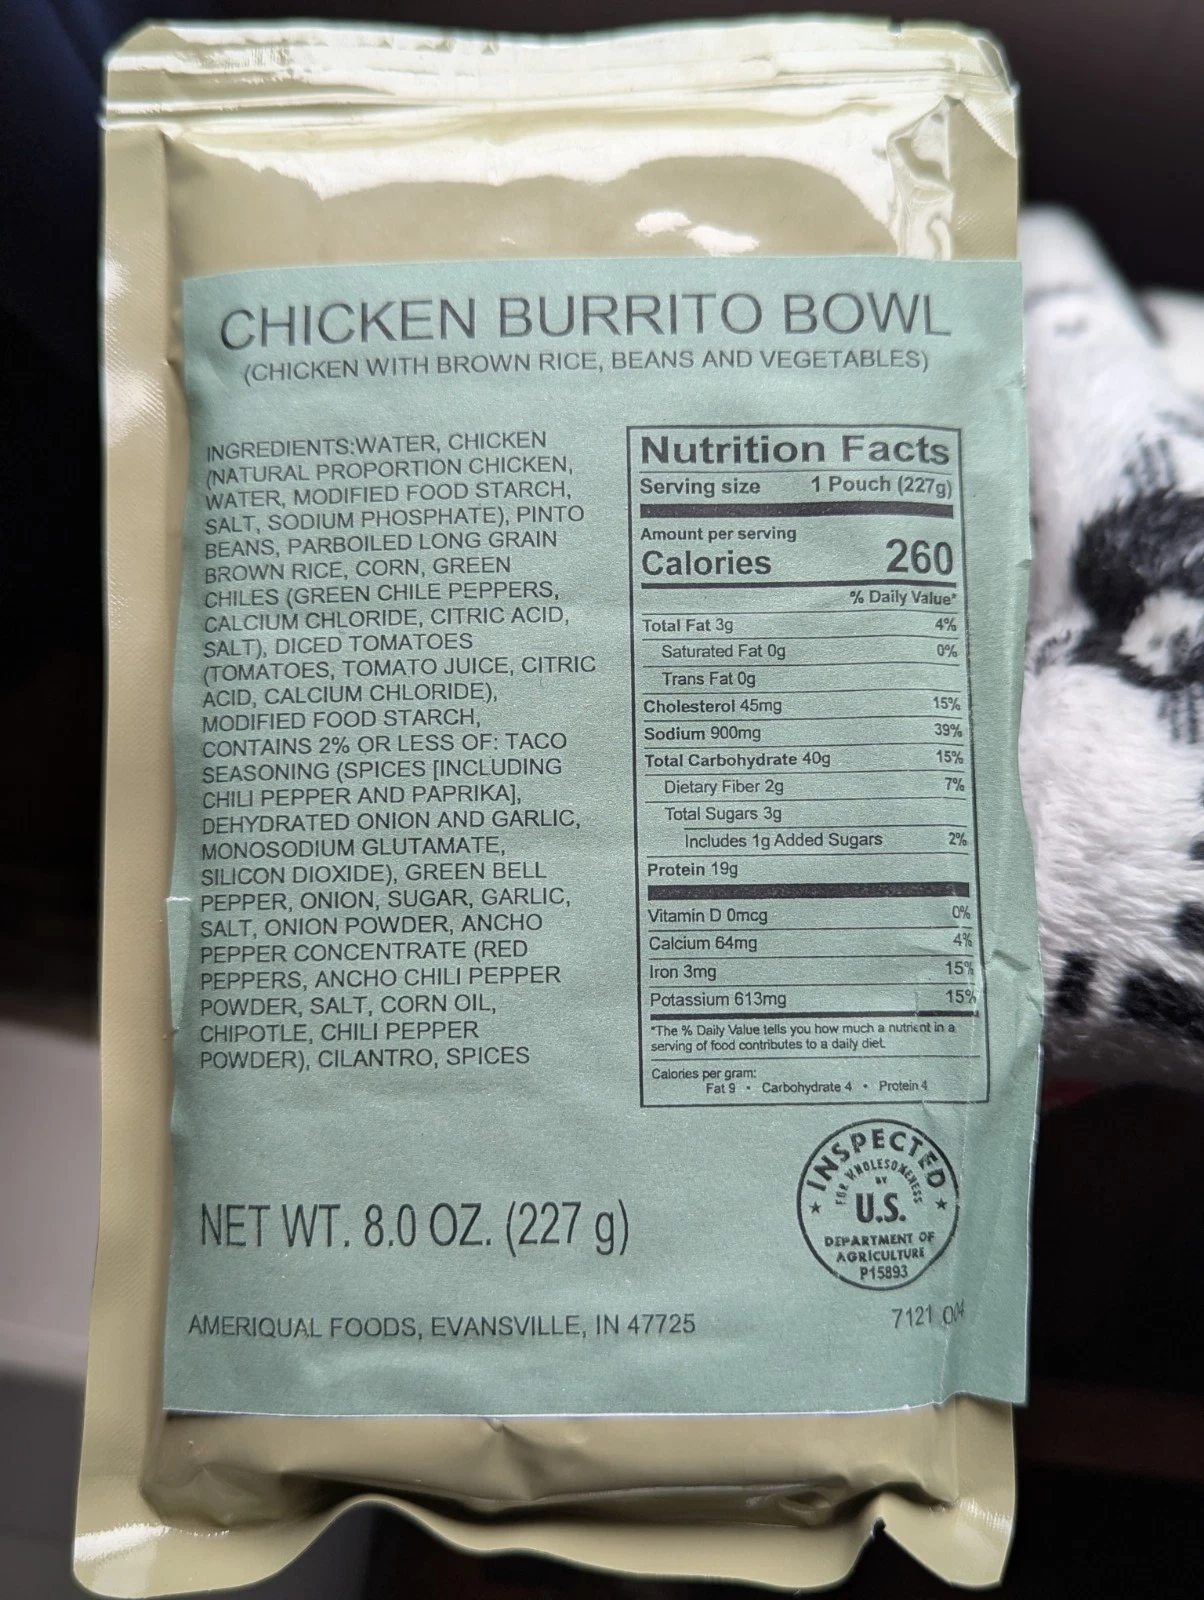 CHICKEN BURRITO BOWL
(CHICKEN WITH BROWN RICE, BEANS AND VEGETABLES)
INGREDIENTS:WATER, CHICKEN
(NATURAL PROPORTION CHICKEN,
WATER, MODIFIED FOOD STARCH,
SALT, SODIUM PHOSPHATE), PINTO
BEANS, PARBOILED LONG GRAIN
BROWN RICE, CORN, GREEN
CHILES (GREEN CHILE PEPPERS,
CALCIUM CHLORIDE, CITRIC ACID,
SALT), DICED TOMATOES
(TOMATOES, TOMATO JUICE, CITRIC
ACID, CALCIUM CHLORIDE),
MODIFIED FOOD STARCH,
CONTAINS 2% OR LESS OF: TACO
SEASONING (SPICES [INCLUDING
CHILI PEPPER AND PAPRIKA],
DEHYDRATED ONION AND GARLIC,
MONOSODIUM GLUTAMATE,
SILICON DIOXIDE), GREEN BELL
PEPPER, ONION, SUGAR, GARLIC,
SALT, ONION POWDER, ANCHO
PEPPER CONCENTRATE (RED
PEPPERS, ANCHO CHILI PEPPER
POWDER, SALT, CORN OIL,
CHIPOTLE, CHILI PEPPER
POWDER), CILANTRO, SPICES
Nutrition Facts
Serving size 1 Pouch (227g)
Amount per serving
Calories 260
% Daily Value*
Total Fat 3g 4%
Saturated Fat 0g 0%
Trans Fat 0g
Cholesterol 45mg 15%
Sodium 900mg 39%
Total Carbohydrate 40g 15%
Dietary Fiber 2g 7%
Total Sugars 3g
Includes 1g Added Sugars 2%
Protein 19g
Vitamin D 0mcg 0%
Calcium 64mg 4%
Iron 3mg 15%
Potassium 613mg 15%
*The % Daily Value tells you how much a nutrient in a
serving of food contributes to a daily diet.
Calories per gram:
Fat 9 • Carbohydrate 4 • Protein 4
INSPECTED
FOR WHOLESOMENESS
BY
U.S.
DEPARTMENT OF
AGRICULTURE
P15893
NET WT. 8.0 OZ. (227 g)
AMERIQUAL FOODS, EVANSVILLE, IN 47725
7121 004